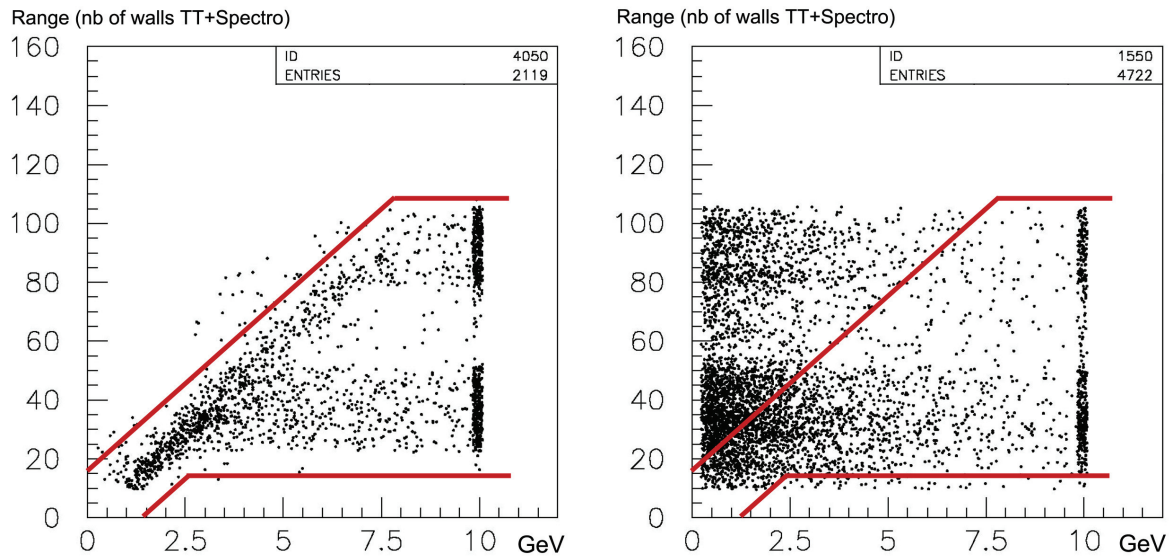 Range (nb of walls TT+Spectro)
160
140
120
100
80
60
40
20
0
ID 4050
ENTRIES 2119
0 2.5 5 7.5 10 GeV
Range (nb of walls TT+Spectro)
160
140
120
100
80
60
40
20
0
ID 1550
ENTRIES 4722
0 2.5 5 7.5 10 GeV